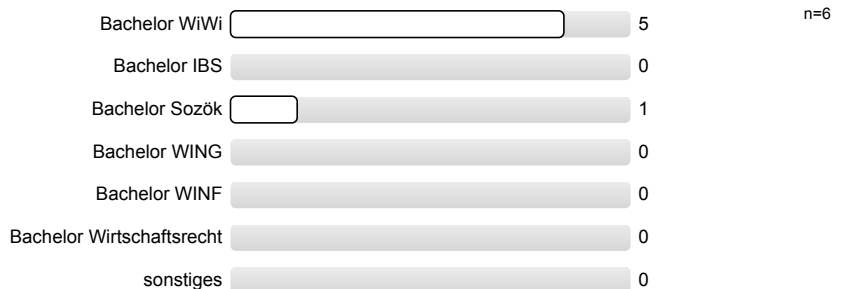 Bachelor WiWi 5 n=6
Bachelor IBS 0
Bachelor Sozök 1
Bachelor WING 0
Bachelor WINF 0
Bachelor Wirtschaftsrecht 0
sonstiges 0